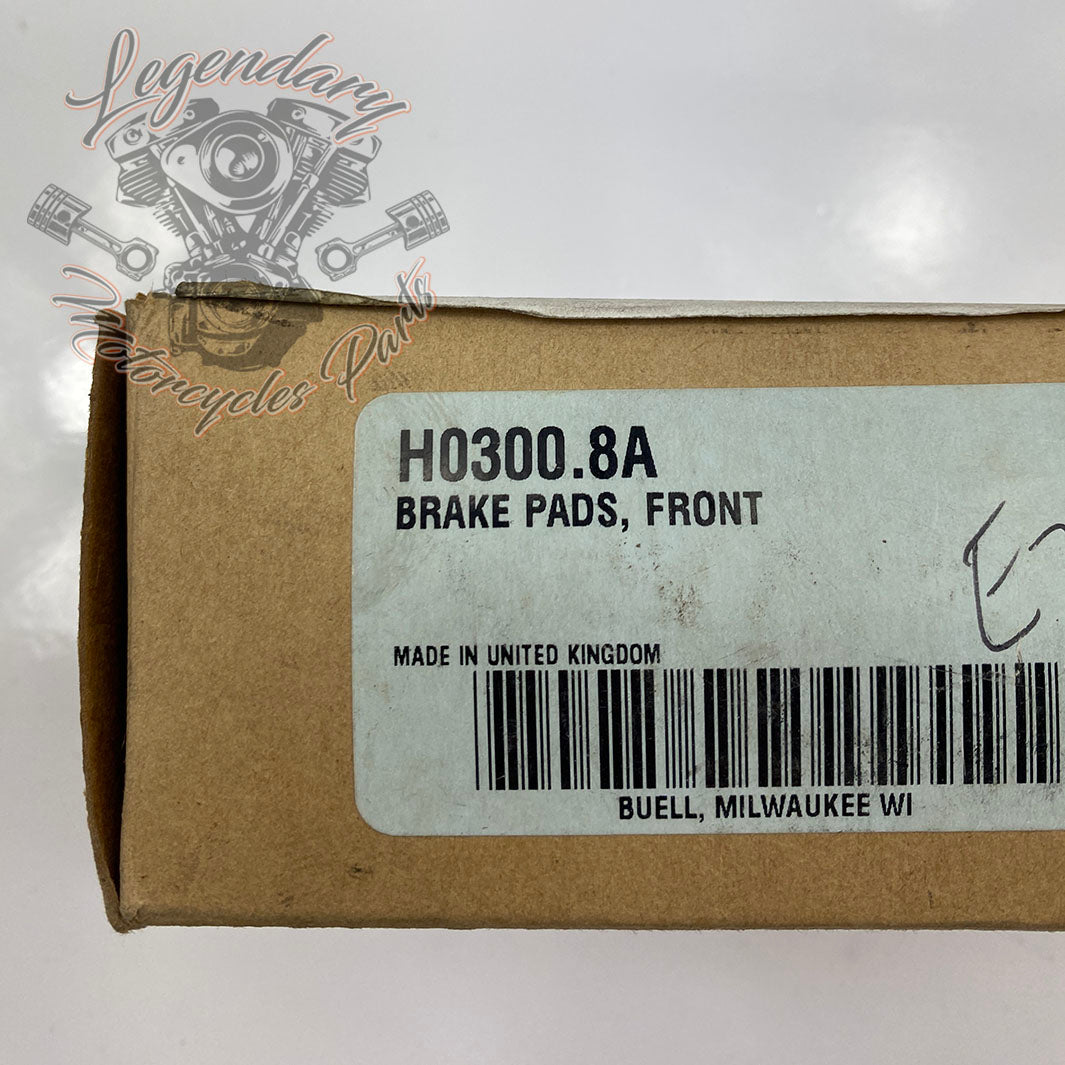 Legendary
Motorcycles Parts
H0300.8A
BRAKE PADS, FRONT
MADE IN UNITED KINGDOM
BUELL, MILWAUKEE WI